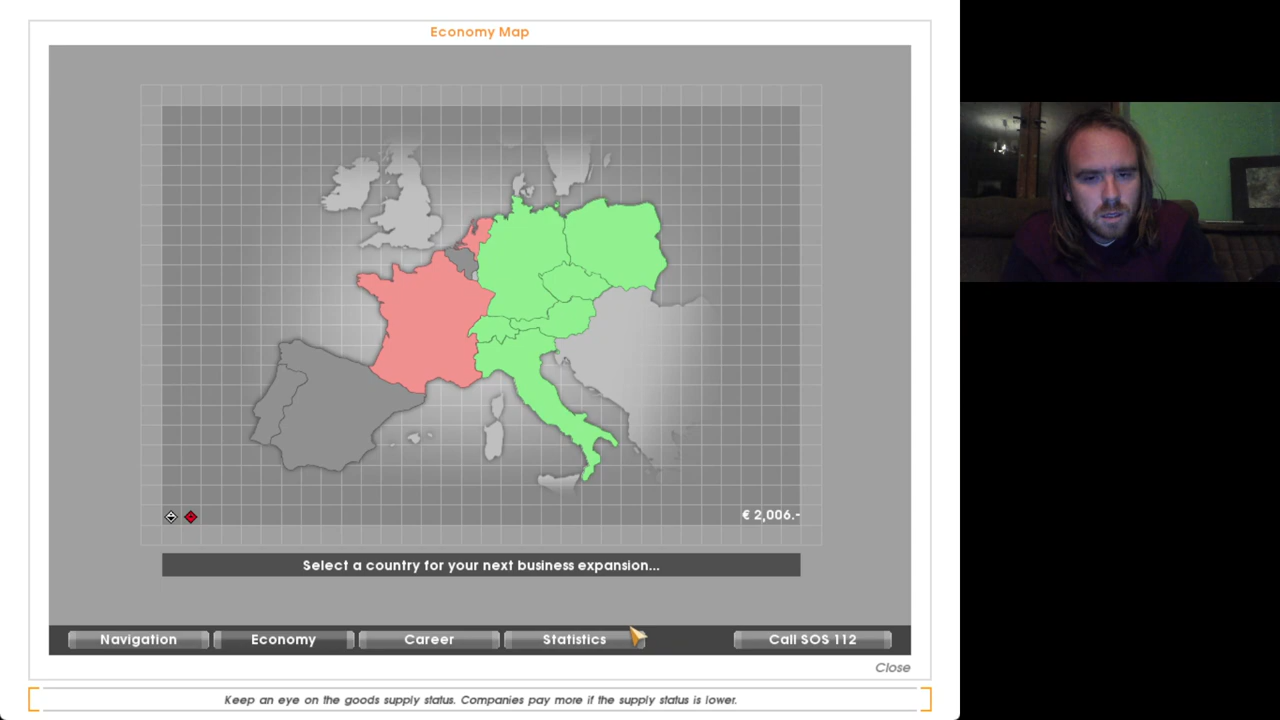 Economy Map
€ 2,006.-
Select a country for your next business expansion...
Navigation
Economy
Career
Statistics
Call SOS 112
Close
Keep an eye on the goods supply status. Companies pay more if the supply status is lower.